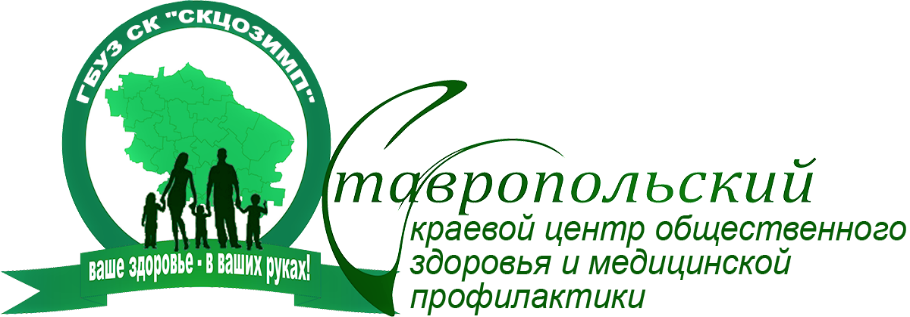 ГБУЗ СК "СКЦОЗИМП"
ваше здоровье - в ваших руках!
Ставропольский
краевой центр общественного
здоровья и медицинской
профилактики